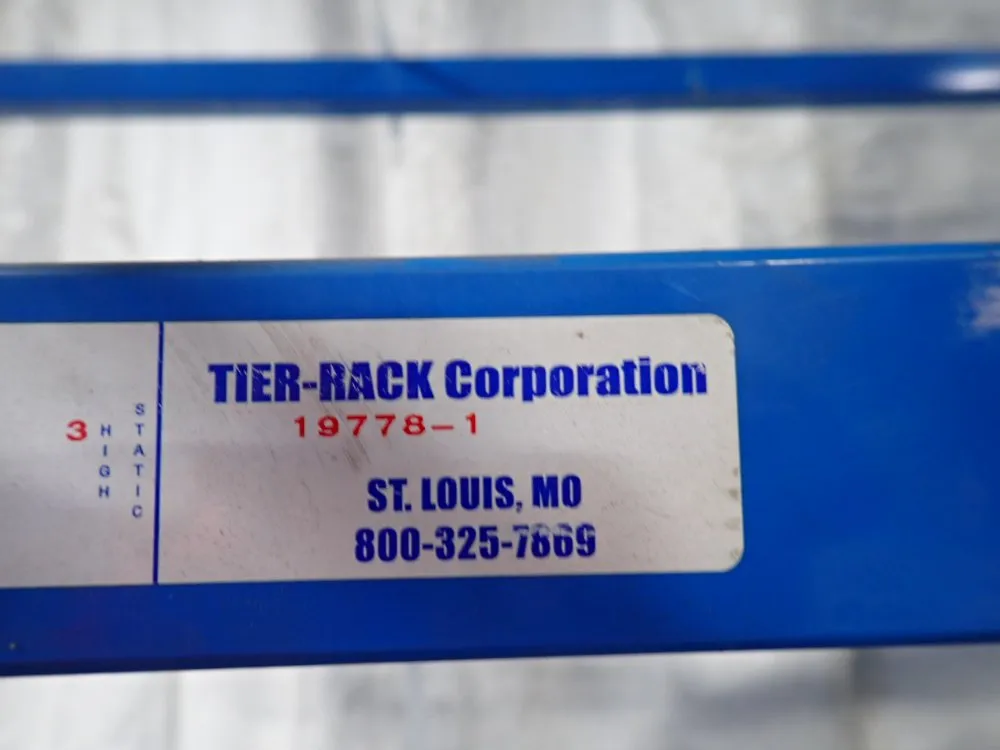 TIER-RACK Corporation
19778-1
ST. LOUIS, MO
800-325-7869
3
HIGH
STATIC